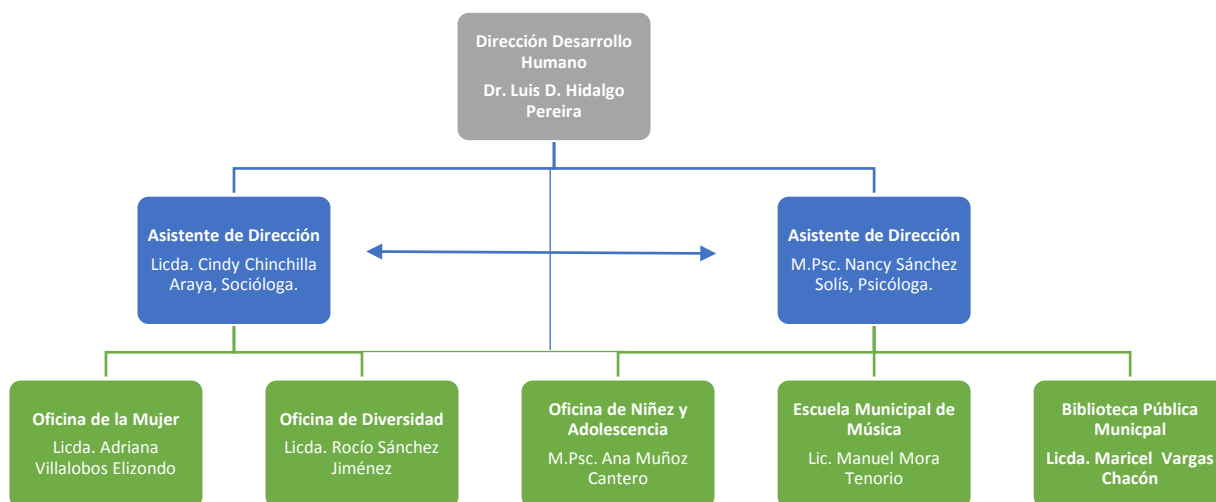 Dirección Desarrollo
Humano
Dr. Luis D. Hidalgo
Pereira
Asistente de Dirección
Licda. Cindy Chinchilla
Araya, Socióloga.
Asistente de Dirección
M.Psc. Nancy Sánchez
Solís, Psicóloga.
Oficina de la Mujer
Licda. Adriana
Villalobos Elizondo
Oficina de Diversidad
Licda. Rocío Sánchez
Jiménez
Oficina de Niñez y
Adolescencia
M.Psc. Ana Muñoz
Cantero
Escuela Municipal de
Música
Lic. Manuel Mora
Tenorio
Biblioteca Pública
Municpal
Licda. Maricel Vargas
Chacón